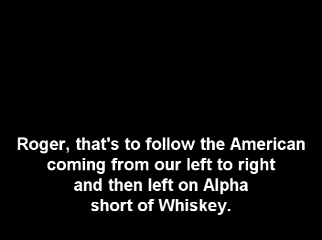 Roger, that's to follow the American
coming from our left to right
and then left on Alpha
short of Whiskey.